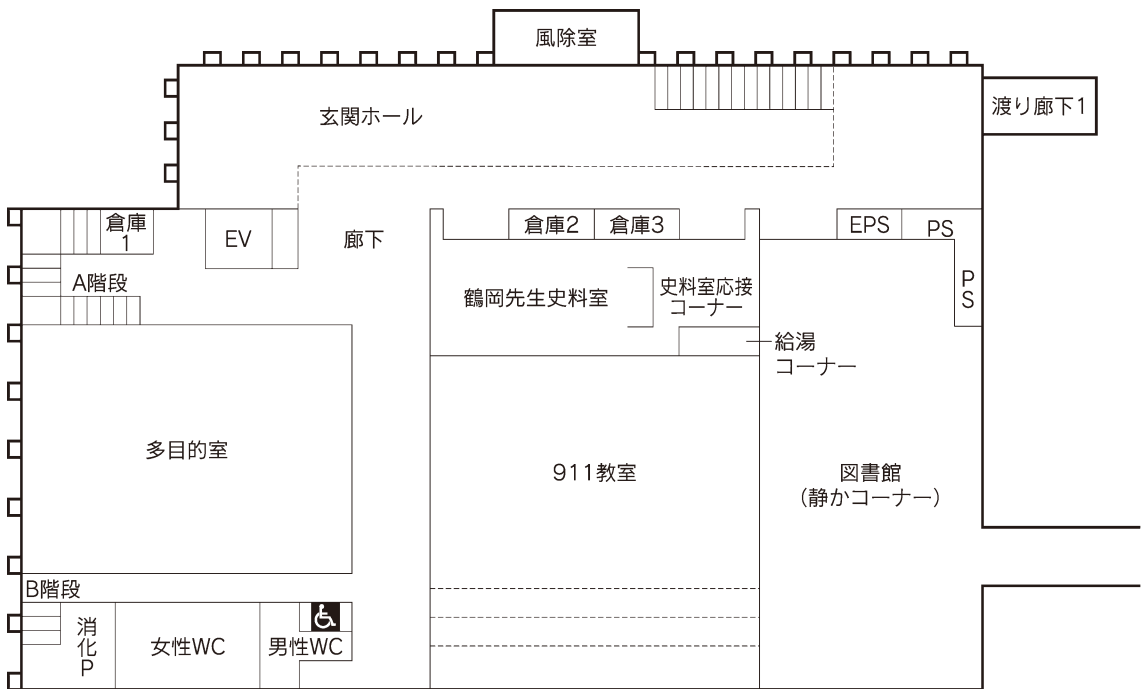 風除室
玄関ホール
渡り廊下1
倉庫
1
EV
廊下
倉庫2
倉庫3
EPS
PS
PS
A階段
鶴岡先生史料室
史料室応接
コーナー
給湯
コーナー
多目的室
911教室
図書館
（静かコーナー）
B階段
消化P
女性WC
男性WC